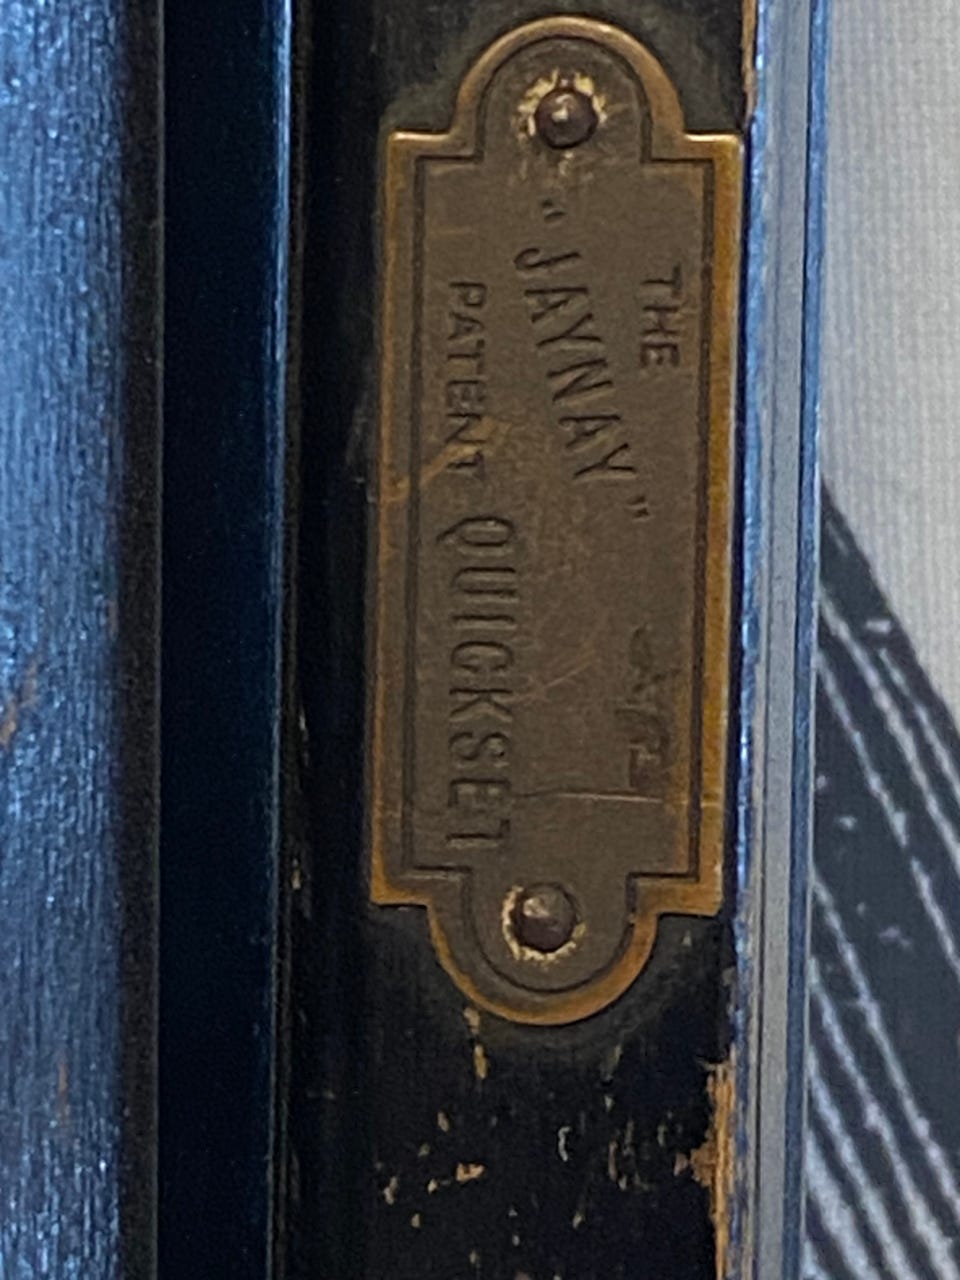 THE
"JAYNAY"
PATENT QUICKSET